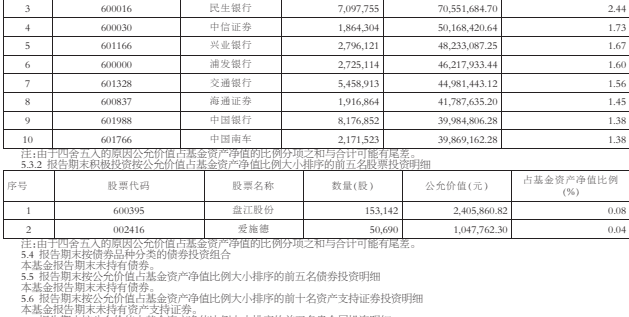 3 600016 民生银行 7,097,755 70,551,684.70 2.44
4 600030 中信证券 1,864,304 50,168,420.64 1.73
5 601166 兴业银行 2,796,121 48,233,087.25 1.67
6 600000 浦发银行 2,725,114 46,217,933.44 1.60
7 601328 交通银行 5,458,913 44,981,443.12 1.56
8 600837 海通证券 1,916,864 41,787,635.20 1.45
9 601988 中国银行 8,176,852 39,984,806.28 1.38
10 601766 中国南车 2,171,523 39,869,162.28 1.38
注:由于四舍五入的原因公允价值占基金资产净值的比例分项之和与合计可能有尾差。
5.3.2 报告期末积极投资按公允价值占基金资产净值比例大小排序的前五名股票投资明细
序号 股票代码 股票名称 数量(股) 公允价值(元) 占基金资产净值比例
(%)
1 600395 盘江股份 153,142 2,405,860.82 0.08
2 002416 爱施德 50,690 1,047,762.30 0.04
注:由于四舍五入的原因公允价值占基金资产净值的比例分项之和与合计可能有尾差。
5.4 报告期末按债券品种分类的债券投资组合
本基金报告期末未持有债券。
5.5 报告期末按公允价值占基金资产净值比例大小排序的前五名债券投资明细
本基金报告期末未持有债券。
5.6 报告期末按公允价值占基金资产净值比例大小排序的前十名资产支持证券投资明细
本基金报告期末未持有资产支持证券。